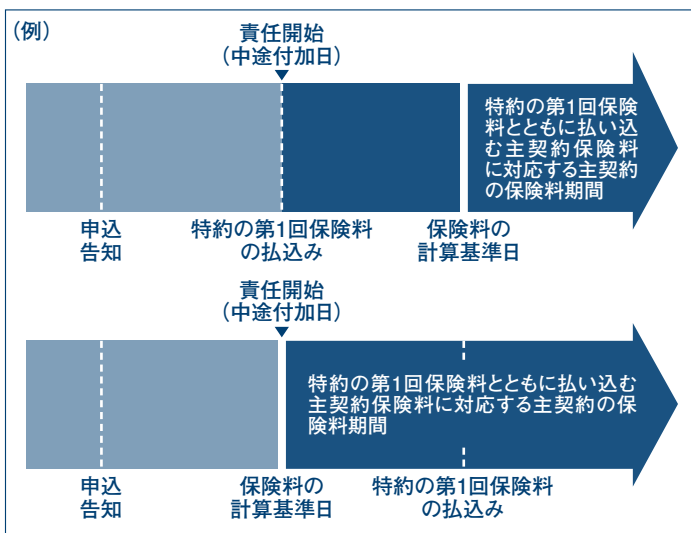 (例)
責任開始
(中途付加日)
特約の第1回保険
料とともに払い込
む主契約保険料
に対応する主契約
の保険料期間
申込
告知
特約の第1回保険料
の払込み
保険料の
計算基準日
責任開始
(中途付加日)
特約の第1回保険料とともに払い込む
主契約保険料に対応する主契約の保
険料期間
申込
告知
保険料の
計算基準日
特約の第1回保険料
の払込み